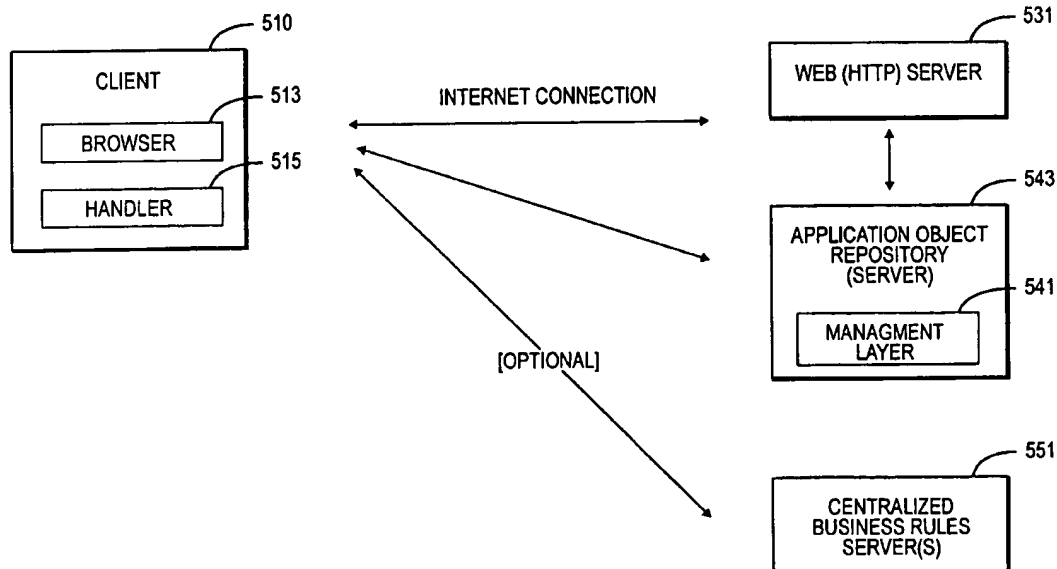 510
CLIENT
513
BROWSER
515
HANDLER
INTERNET CONNECTION
[OPTIONAL]
531
WEB (HTTP) SERVER
543
APPLICATION OBJECT
REPOSITORY
(SERVER)
541
MANAGMENT
LAYER
551
CENTRALIZED
BUSINESS RULES
SERVER(S)